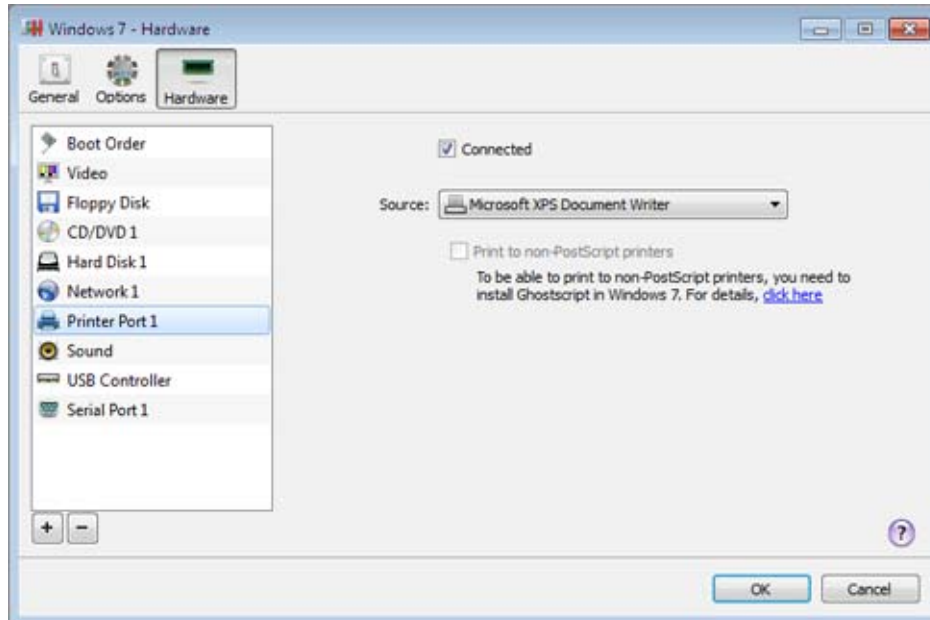 Windows 7 - Hardware
General Options Hardware
Boot Order
Video
Floppy Disk
CD/DVD 1
Hard Disk 1
Network 1
Printer Port 1
Sound
USB Controller
Serial Port 1
+ -
Connected
Source: Microsoft XPS Document Writer
Print to non-PostScript printers
To be able to print to non-PostScript printers, you need to
install Ghostscript in Windows 7. For details, click here
?
OK Cancel